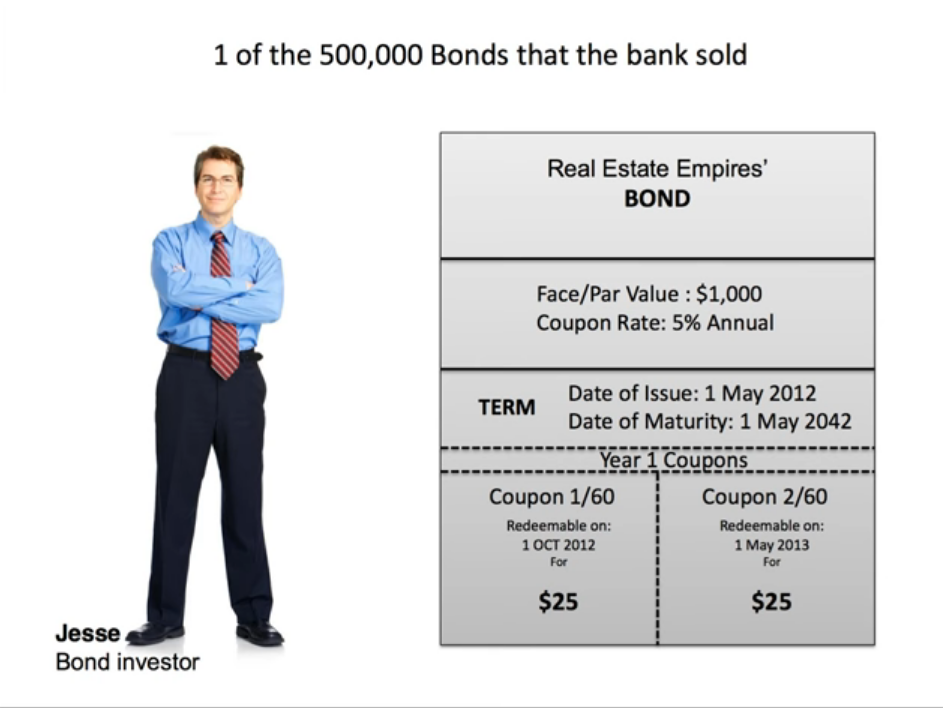 1 of the 500,000 Bonds that the bank sold
Real Estate Empires’
BOND
Face/Par Value : $1,000
Coupon Rate: 5% Annual
TERM
Date of Issue: 1 May 2012
Date of Maturity: 1 May 2042
Year 1 Coupons
Coupon 1/60
Redeemable on:
1 OCT 2012
For
$25
Coupon 2/60
Redeemable on:
1 May 2013
For
$25
Jesse
Bond investor